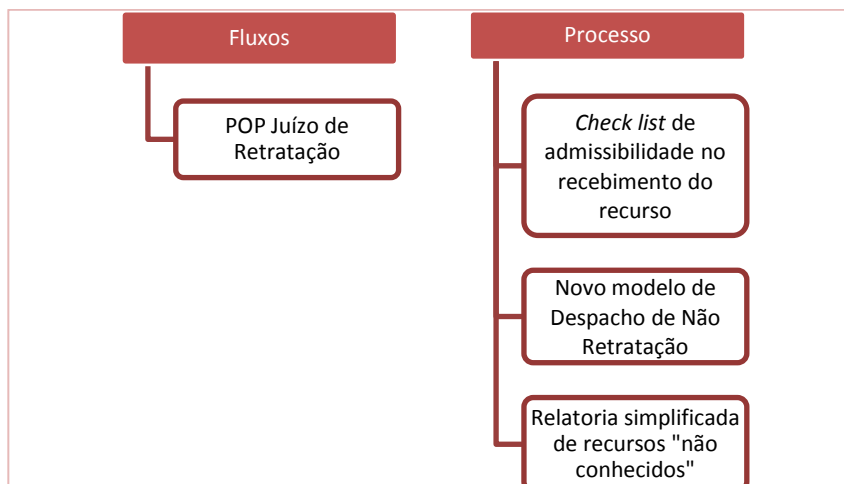 Fluxos
POP Juízo de
Retratação
Processo
Check list de
admissibilidade no
recebimento do
recurso
Novo modelo de
Despacho de Não
Retratação
Relatoria simplificada
de recursos "não
conhecidos"